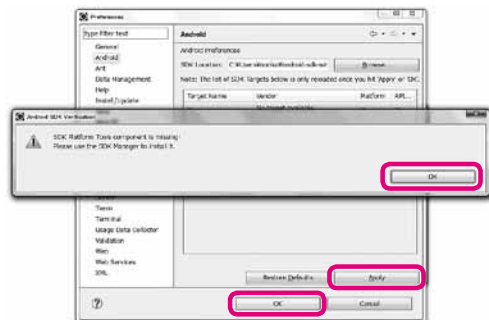 Preferences
type filter text
General
Android
Ant
Data Management
Help
Install/Update
Android
Android Preferences
SDK Location:
Browse...
Note: The list of SDK Targets below is only reloaded once you hit 'Apply' or 'OK'.
Target Name Vendor Platform API...
Android SDK Verification
SDK Platform Tools component is missing!
Please use the SDK Manager to install it.
OK
Team
Terminal
Usage Data Collector
Validation
Web
Web Services
XML
Restore Defaults
Apply
OK
Cancel